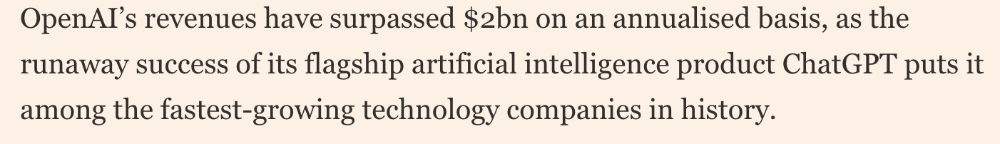 OpenAI’s revenues have surpassed $2bn on an annualised basis, as the
runaway success of its flagship artificial intelligence product ChatGPT puts it
among the fastest-growing technology companies in history.